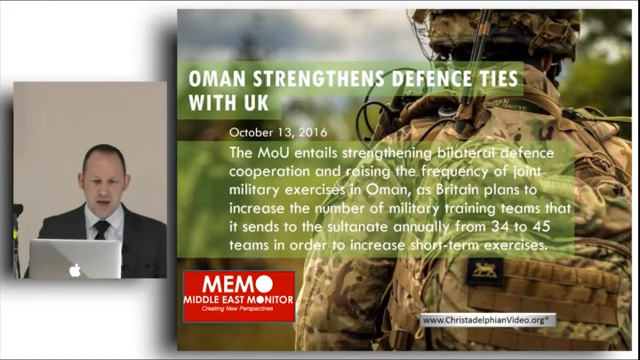 OMAN STRENGTHENS DEFENCE TIES
WITH UK
October 13, 2016
The MoU entails strengthening bilateral defence
cooperation and raising the frequency of joint
military exercises in Oman, as Britain plans to
increase the number of military training teams that
it sends to the sultanate annually from 34 to 45
teams in order to increase short-term exercises.
MEMO
MIDDLE EAST MONITOR
Creating New Perspectives
www.ChristadelphianVideo.org®